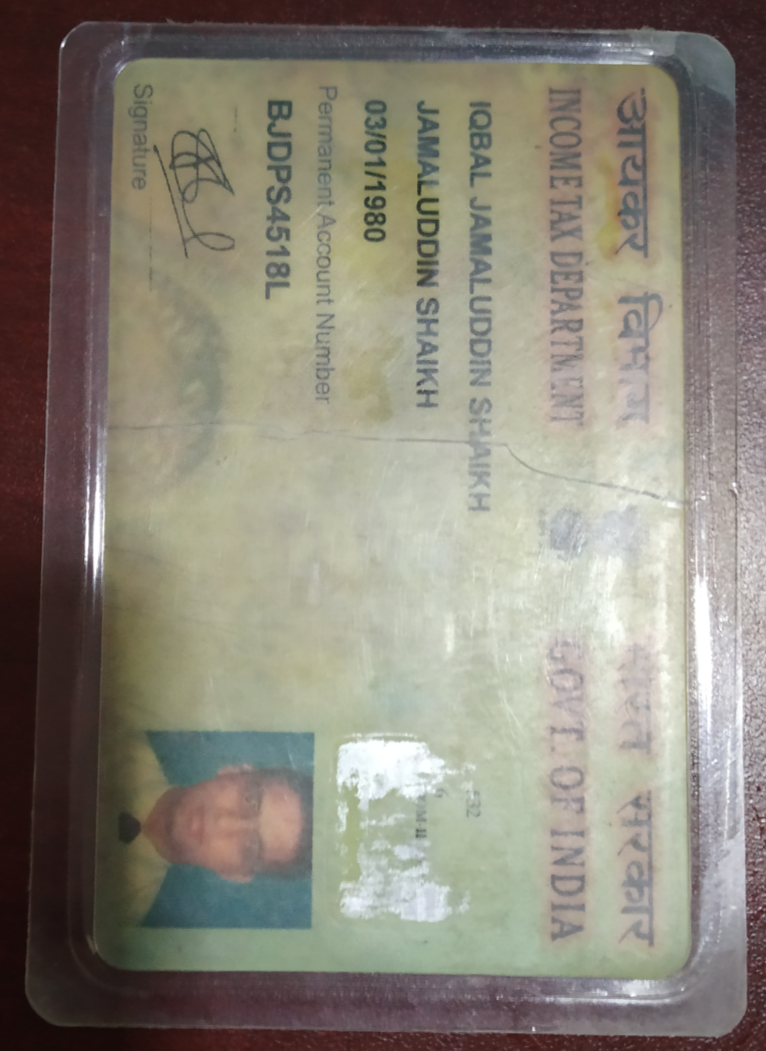 आयकर विभाग
INCOME TAX DEPARTMENT
भारत सरकार
GOVT. OF INDIA
IQBAL JAMALUDDIN SHAIKH
JAMALUDDIN SHAIKH
03/01/1980
Permanent Account Number
BJDPS4518L
Signature